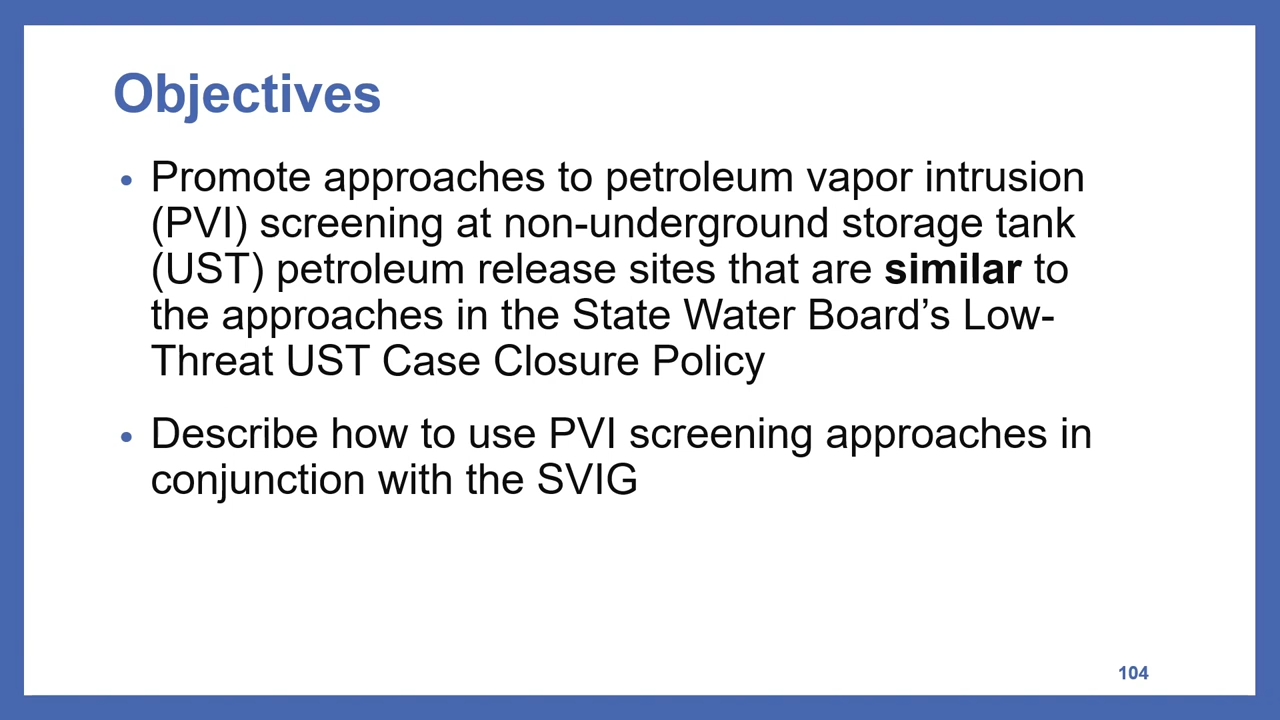 Objectives
• Promote approaches to petroleum vapor intrusion
(PVI) screening at non-underground storage tank
(UST) petroleum release sites that are similar to
the approaches in the State Water Board’s Low-
Threat UST Case Closure Policy
• Describe how to use PVI screening approaches in
conjunction with the SVIG
104